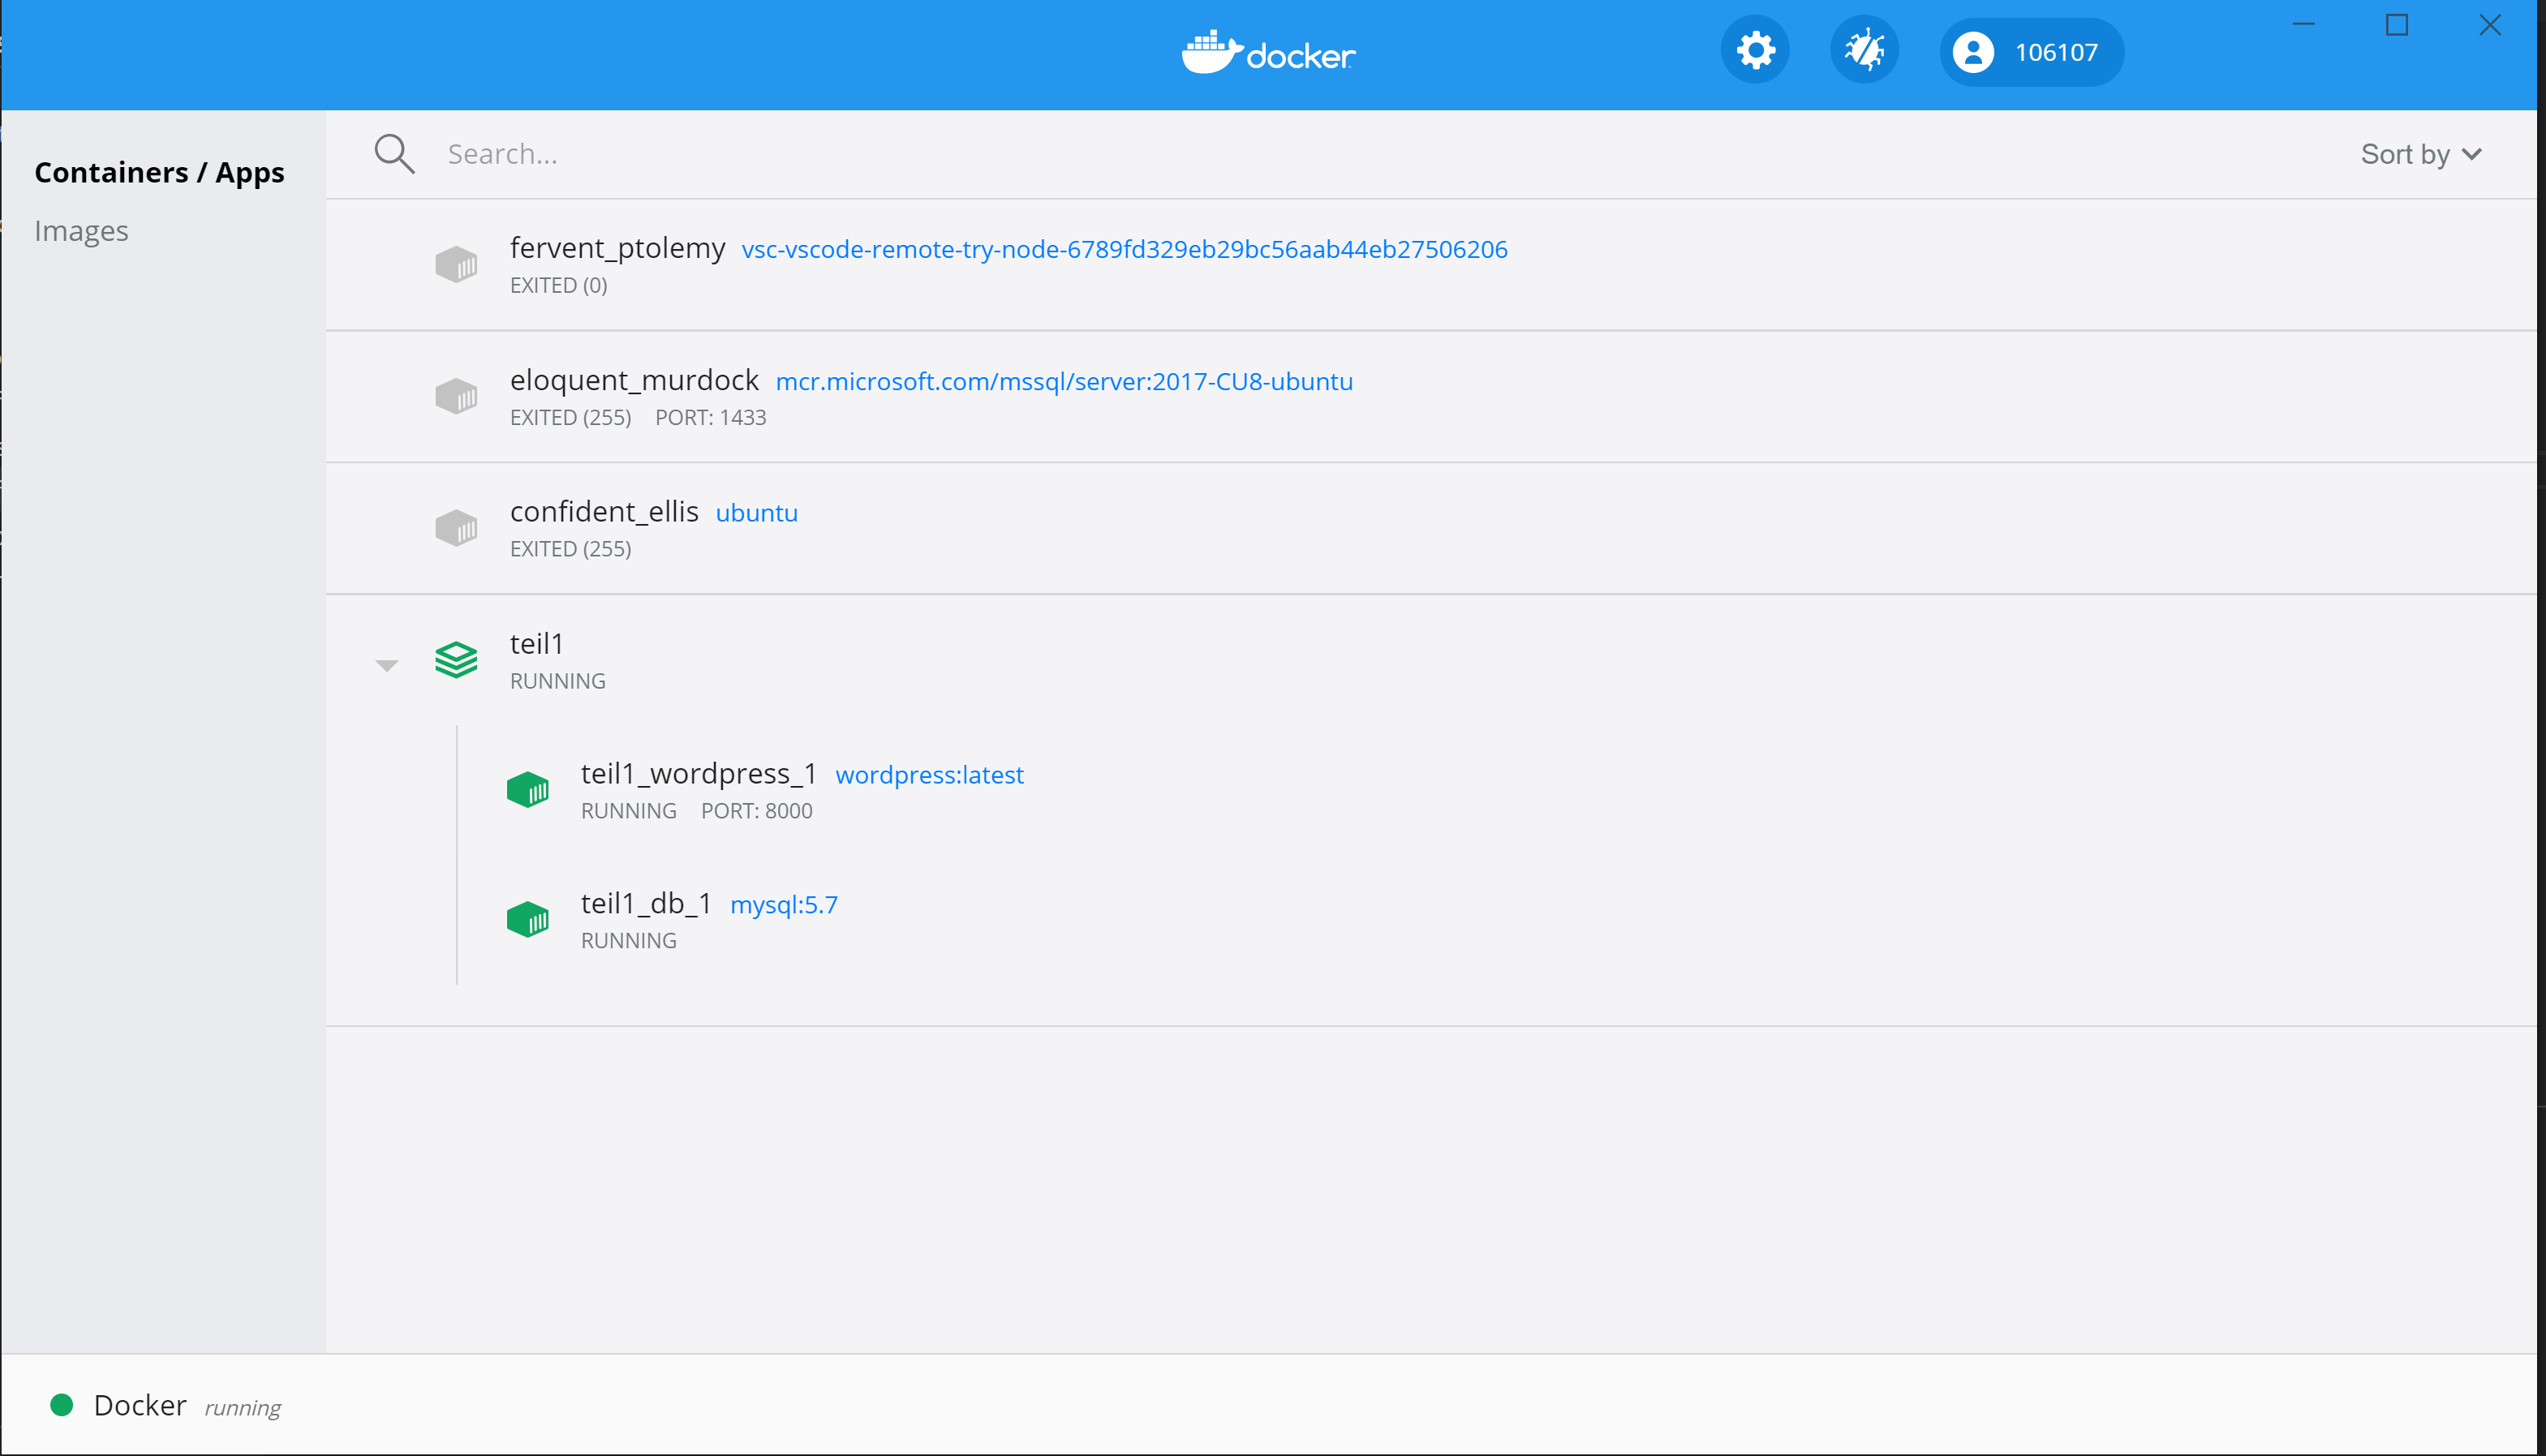 docker
106107
Containers / Apps
Images
Search...
Sort by
fervent_ptolemy vsc-vscode-remote-try-node-6789fd329eb29bc56aab44eb27506206
EXITED (0)
eloquent_murdock mcr.microsoft.com/mssql/server:2017-CU8-ubuntu
EXITED (255) PORT: 1433
confident_ellis ubuntu
EXITED (255)
teil1
RUNNING
teil1_wordpress_1 wordpress:latest
RUNNING PORT: 8000
teil1_db_1 mysql:5.7
RUNNING
Docker running